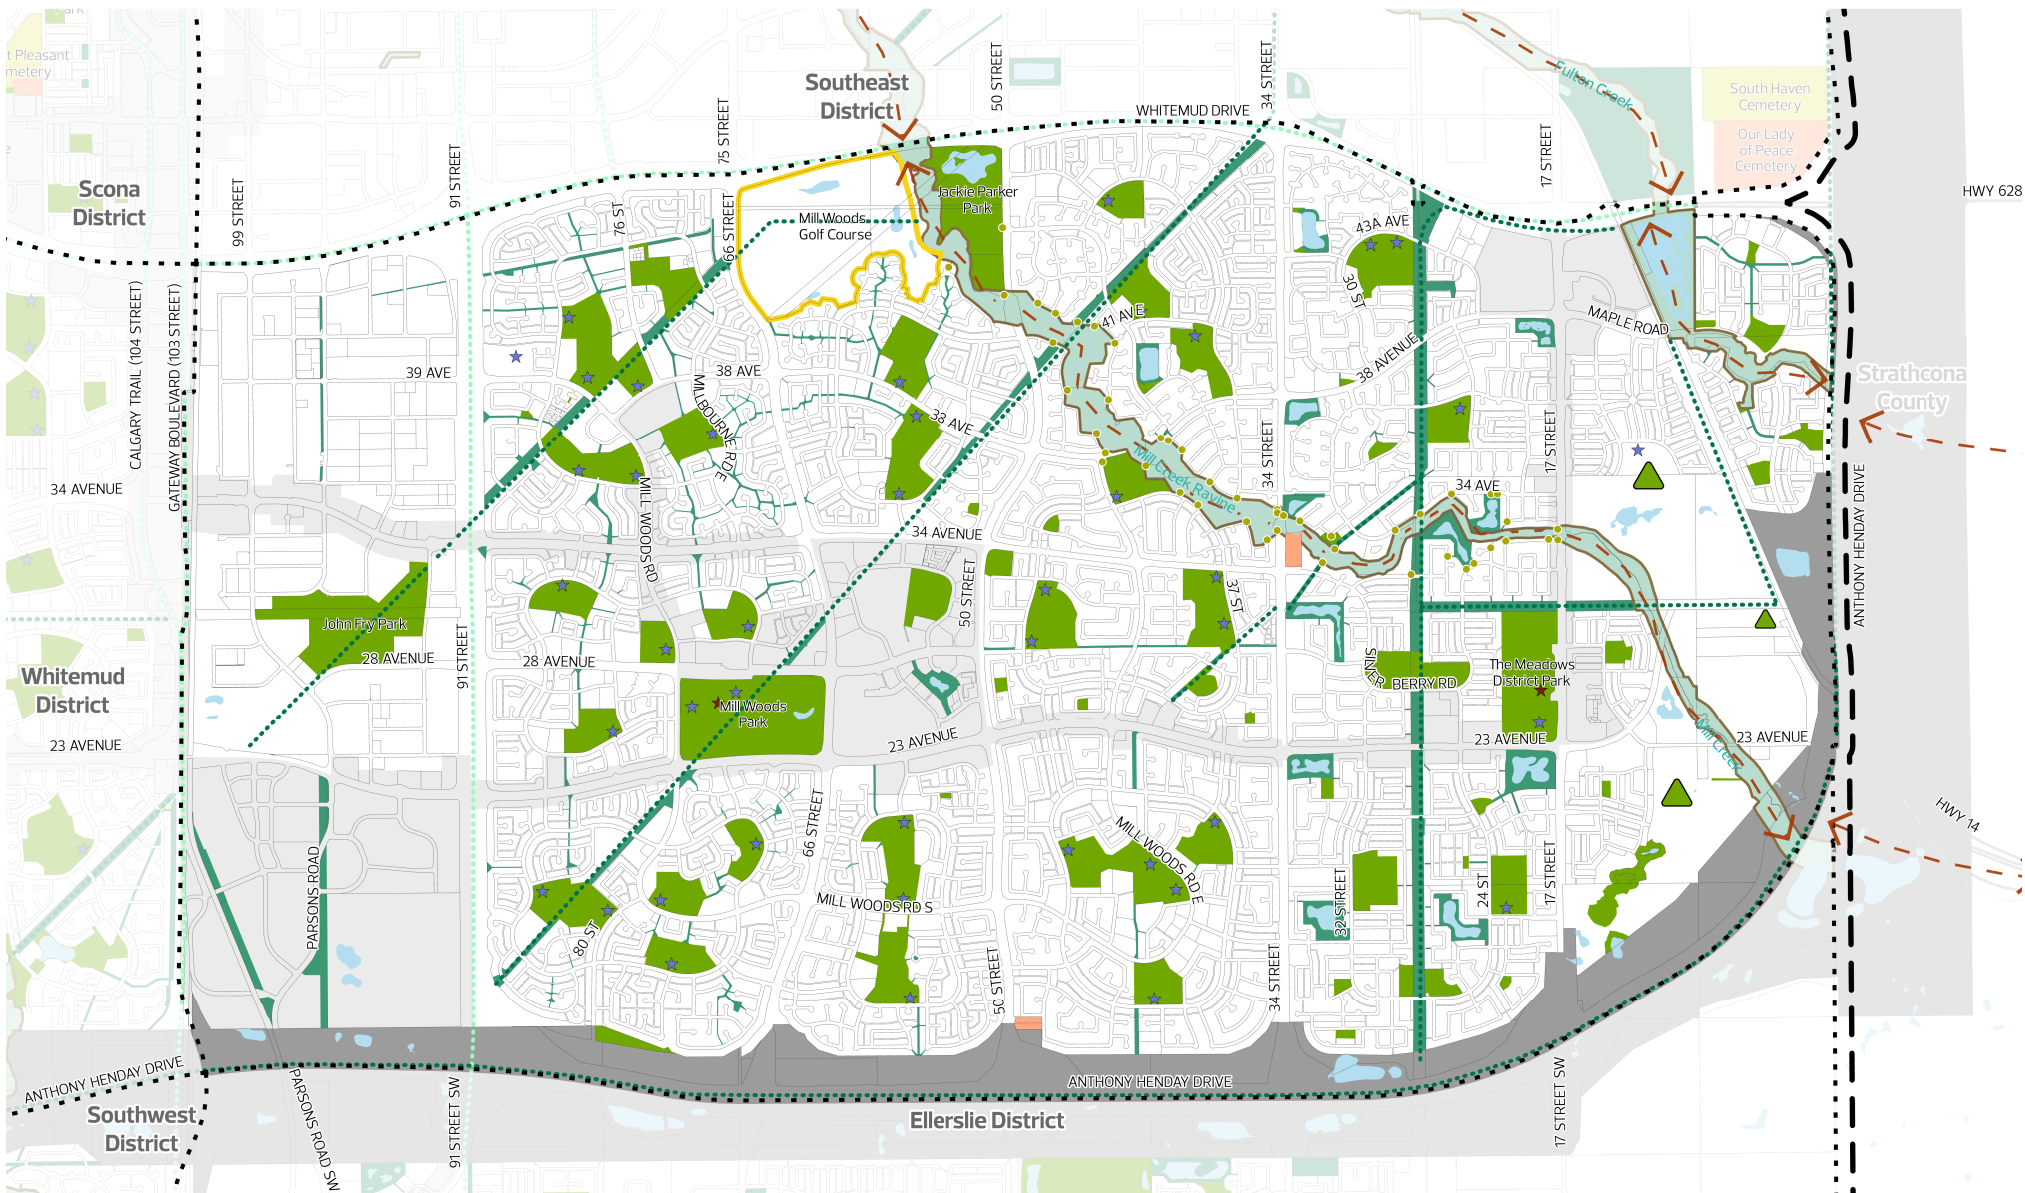 Park
t Pleasant
metery
Southeast
District
50 STREET
34 STREET
WHITEMUD DRIVE
Fulton Creek
South Haven
Cemetery
Our Lady
of Peace
Cemetery
75 STREET
91 STREET
17 STREET
HWY 628
Scona
District
99 STREET
76 ST
66 STREET
Jackie Parker
Park
Mill Woods
Golf Course
43A AVE
30 ST
CALGARY TRAIL (104 STREET)
GATEWAY BOULEVARD (103 STREET)
41 AVE
MAPLE ROAD
39 AVE
38 AVE
38 AVENUE
Strathcona
County
MILLBOURNE RD E
38 AVE
34 STREET
17 STREET
Mill Creek Ravine
34 AVENUE
MILL WOODS RD
34 AVE
34 AVENUE
ANTHONY HENDAY DRIVE
50 STREET
37 ST
John Fry Park
28 AVENUE
91 STREET
28 AVENUE
SILVER BERRY RD
The Meadows
District Park
Whitemud
District
Mill Woods
Park
23 AVENUE
23 AVENUE
23 AVENUE
Mill Creek
23 AVENUE
HWY 14
66 STREET
MILL WOODS RD E
PARSONS ROAD
MILL WOODS RD S
32 STREET
24 ST
17 STREET
80 ST
50 STREET
34 STREET
ANTHONY HENDAY DRIVE
ANTHONY HENDAY DRIVE
Southwest
District
PARSONS ROAD SW
91 STREET SW
Ellerslie District
17 STREET SW